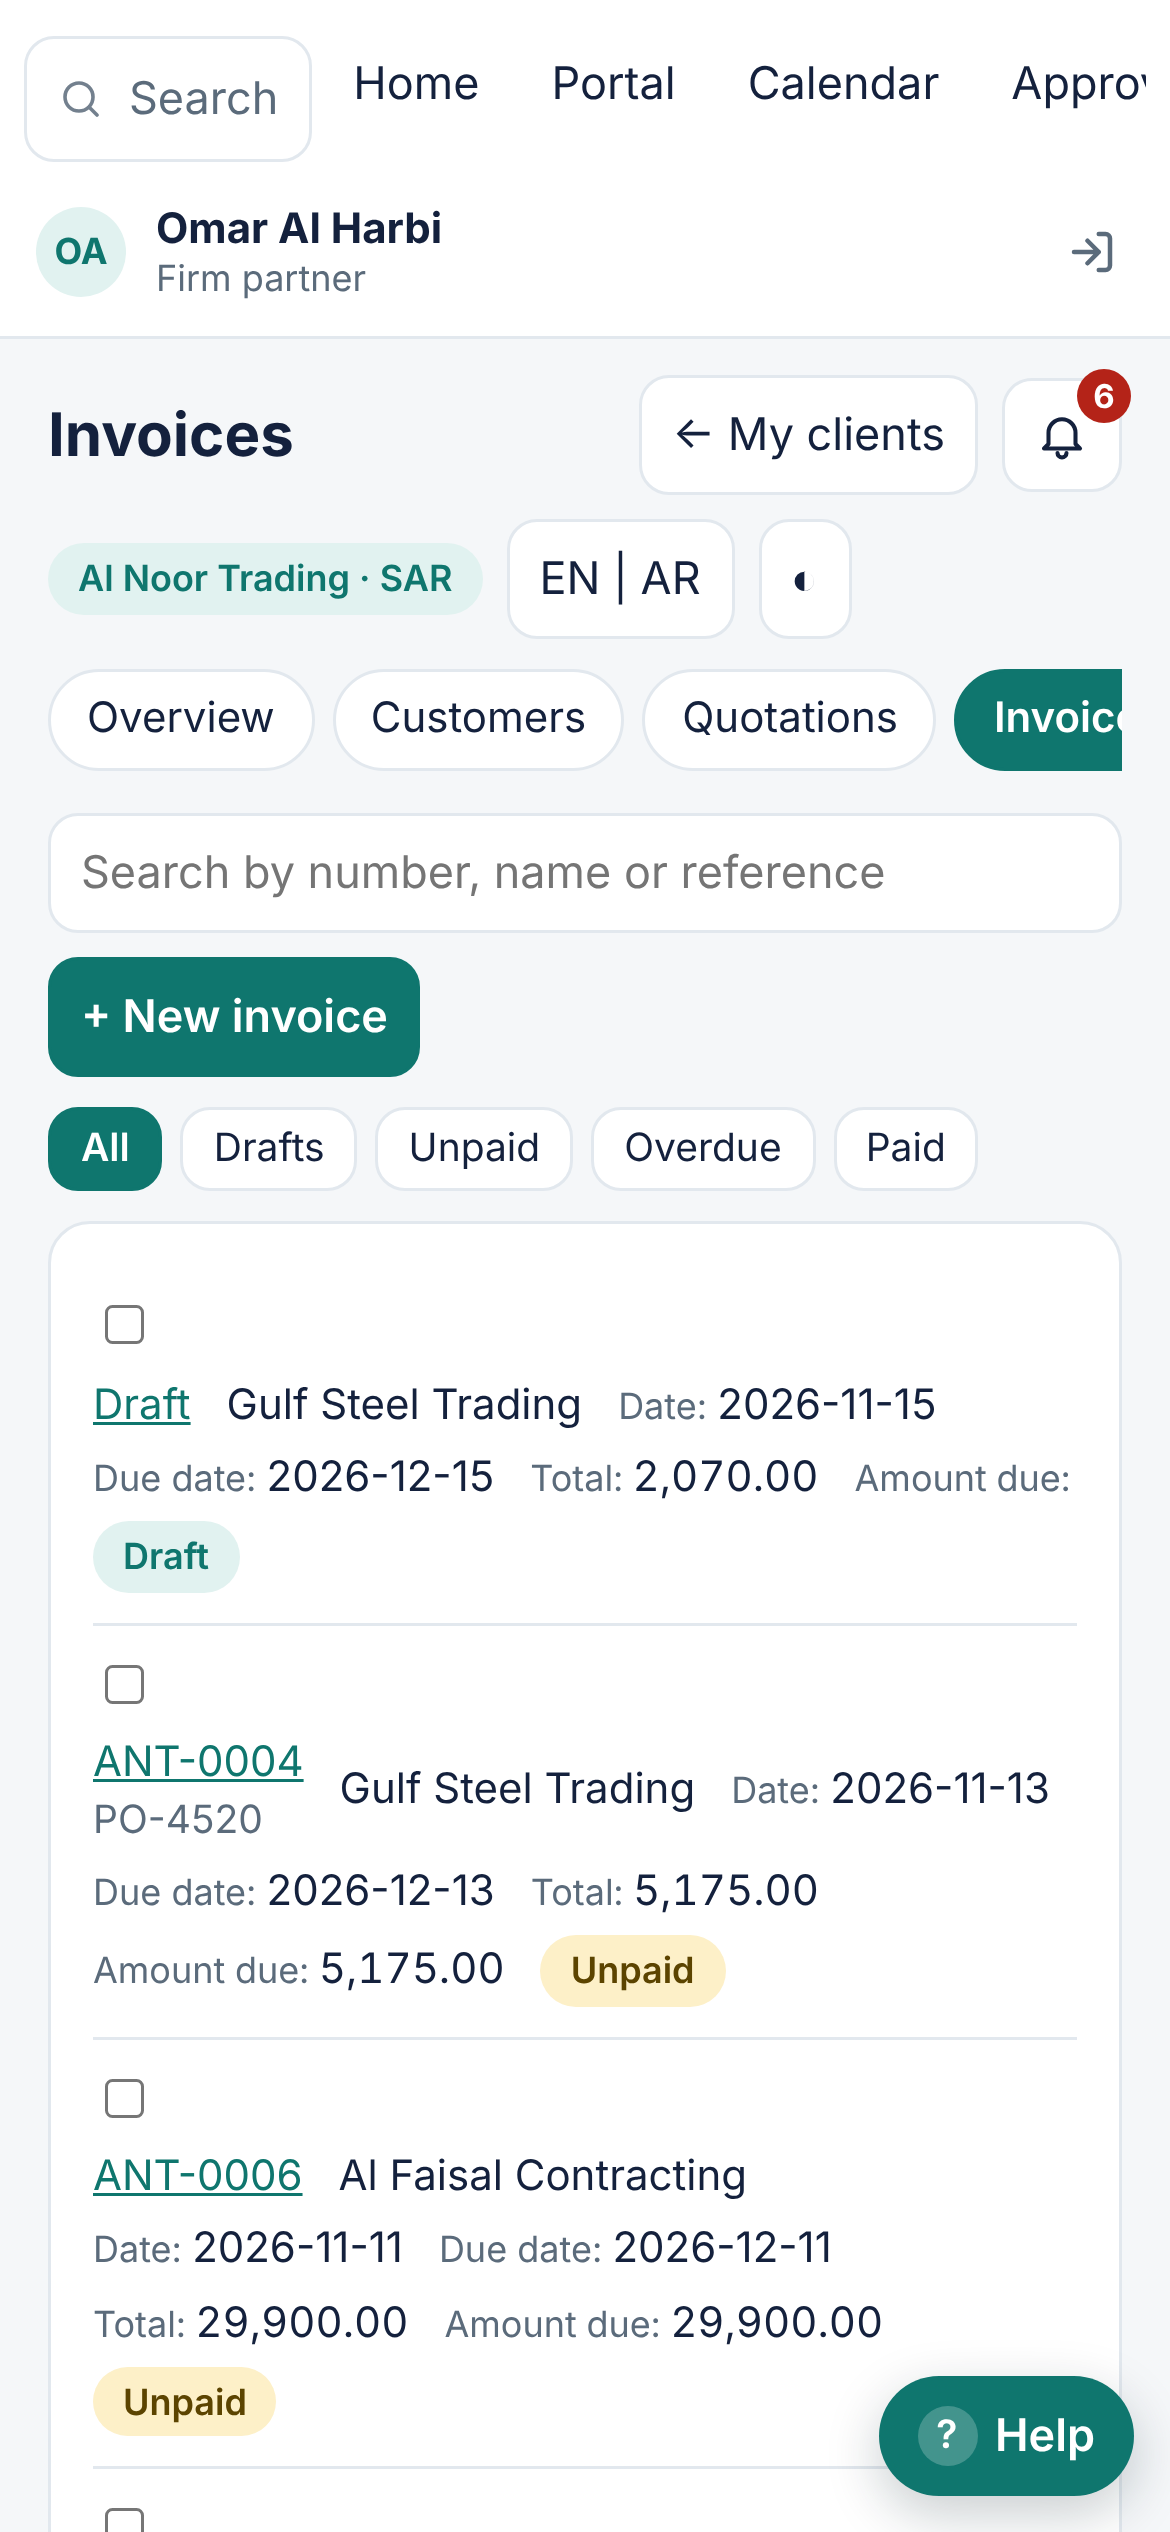 Search Home Portal Calendar Approv
OA Omar Al Harbi
Firm partner
Invoices ← My clients 6
Al Noor Trading · SAR EN | AR
Overview Customers Quotations Invoic
Search by number, name or reference
+ New invoice
All Drafts Unpaid Overdue Paid
Draft Gulf Steel Trading Date: 2026-11-15
Due date: 2026-12-15 Total: 2,070.00 Amount due:
Draft
ANT-0004 Gulf Steel Trading Date: 2026-11-13
PO-4520
Due date: 2026-12-13 Total: 5,175.00
Amount due: 5,175.00 Unpaid
ANT-0006 Al Faisal Contracting
Date: 2026-11-11 Due date: 2026-12-11
Total: 29,900.00 Amount due: 29,900.00
Unpaid
? Help